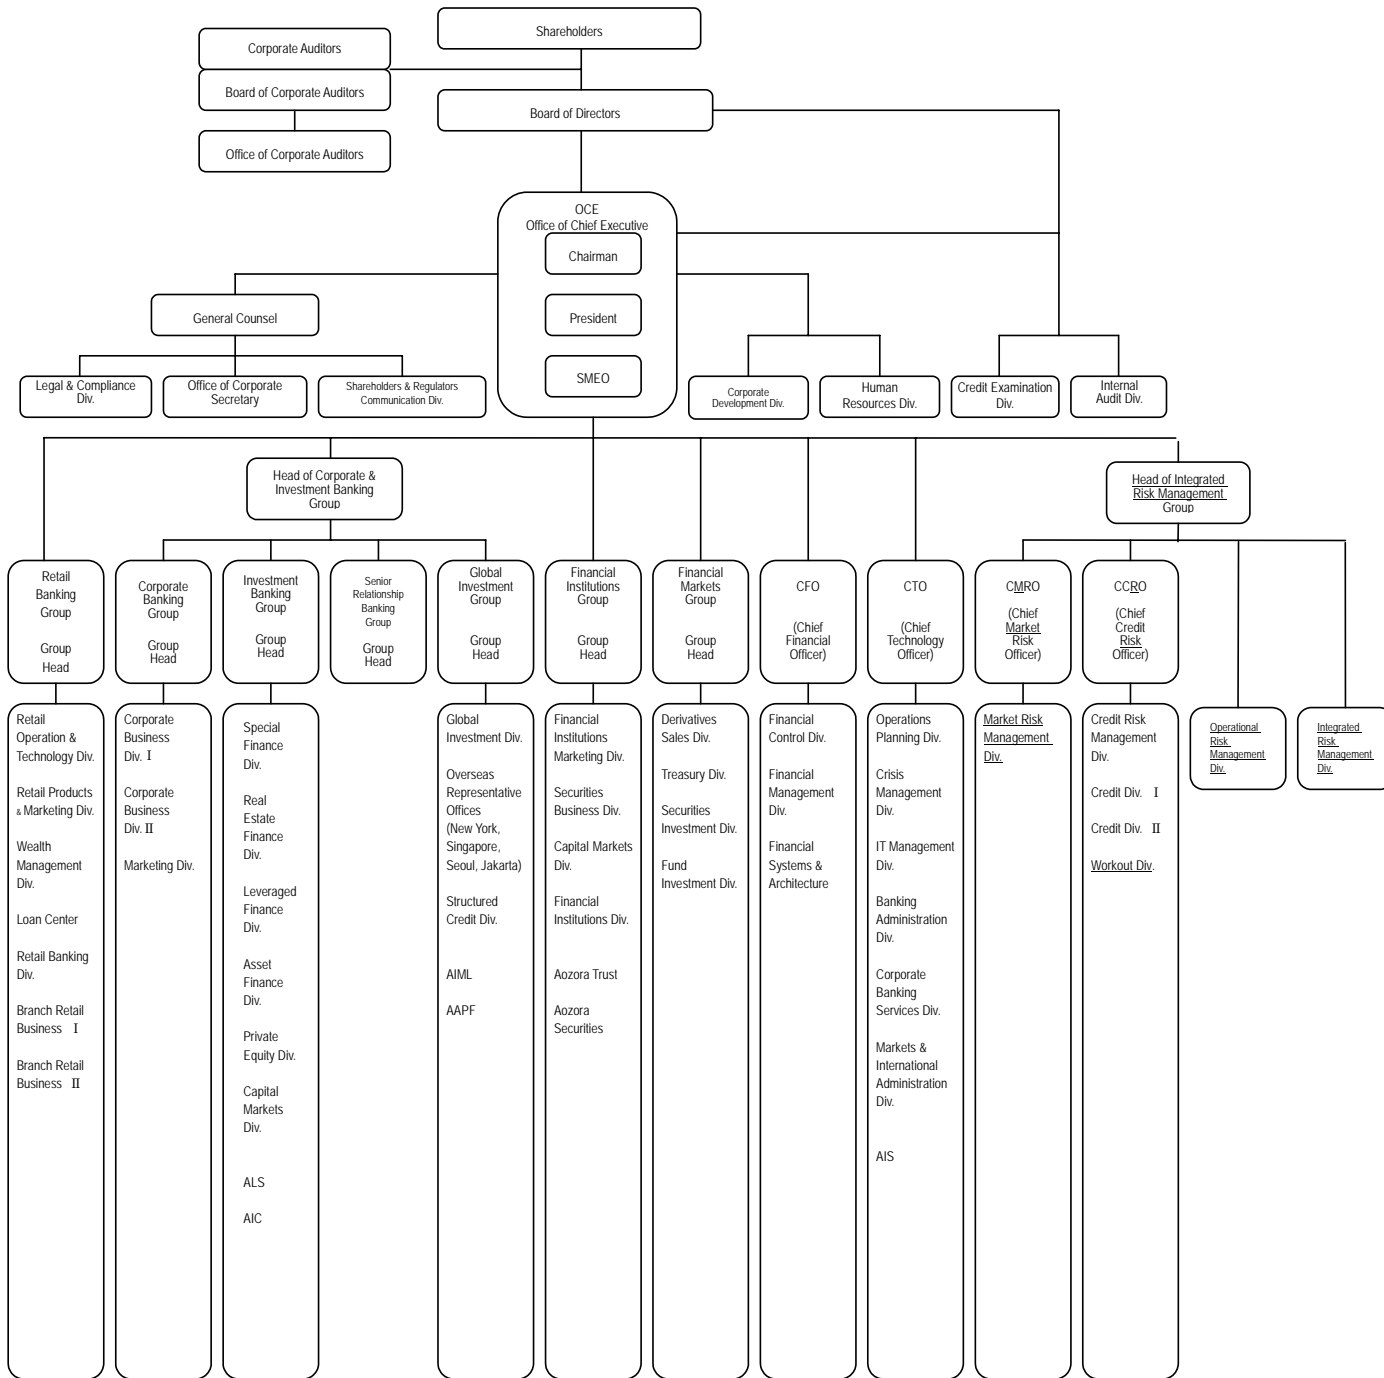 Shareholders
Corporate Auditors
Board of Corporate Auditors
Board of Directors
Office of Corporate Auditors
OCE
Office of Chief Executive
Chairman
President
SMEO
General Counsel
Legal & Compliance
Div.
Office of Corporate
Secretary
Shareholders & Regulators
Communication Div.
Corporate
Development Div.
Human
Resources Div.
Credit Examination
Div.
Internal
Audit Div.
Head of Corporate &
Investment Banking
Group
Head of Integrated
Risk Management
Group
Retail
Banking
Group
Group
Head
Corporate
Banking
Group
Group
Head
Investment
Banking
Group
Group
Head
Senior
Relationship
Banking
Group
Group
Head
Global
Investment
Group
Group
Head
Financial
Institutions
Group
Group
Head
Financial
Markets
Group
Group
Head
CFO
(Chief
Financial
Officer)
CTO
(Chief
Technology
Officer)
CMRO
(Chief
Market
Risk
Officer)
CCRO
(Chief
Credit
Risk
Officer)
Retail
Operation &
Technology Div.
Retail Products
& Marketing Div.
Wealth
Management
Div.
Loan Center
Retail Banking
Div.
Branch Retail
Business I
Branch Retail
Business II
Corporate
Business
Div. I
Corporate
Business
Div. II
Marketing Div.
Special
Finance
Div.
Real
Estate
Finance
Div.
Leveraged
Finance
Div.
Asset
Finance
Div.
Private
Equity Div.
Capital
Markets
Div.
ALS
AIC
Global
Investment Div.
Overseas
Representative
Offices
(New York,
Singapore,
Seoul, Jakarta)
Structured
Credit Div.
AIML
AAPF
Financial
Institutions
Marketing Div.
Securities
Business Div.
Capital Markets
Div.
Financial
Institutions Div.
Aozora Trust
Aozora
Securities
Derivatives
Sales Div.
Treasury Div.
Securities
Investment Div.
Fund
Investment Div.
Financial
Control Div.
Financial
Management
Div.
Financial
Systems &
Architecture
Operations
Planning Div.
Crisis
Management
Div.
IT Management
Div.
Banking
Administration
Div.
Corporate
Banking
Services Div.
Markets &
International
Administration
Div.
AIS
Market Risk
Management
Div.
Credit Risk
Management
Div.
Credit Div. I
Credit Div. II
Workout Div.
Operational
Risk
Management
Div.
Integrated
Risk
Management
Div.